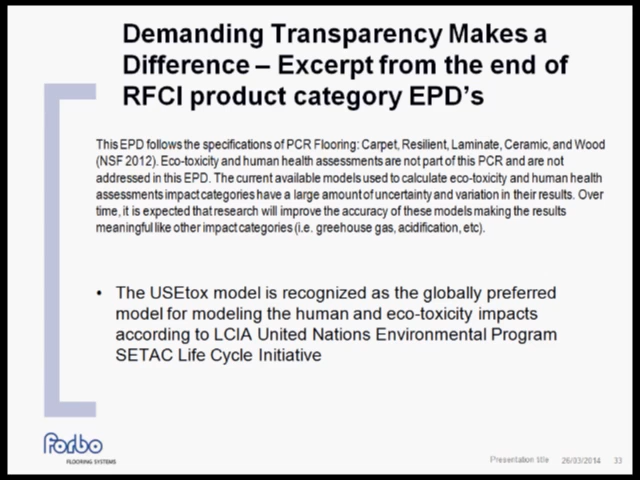 Demanding Transparency Makes a
Difference – Excerpt from the end of
RFCI product category EPD's
This EPD follows the specifications of PCR Flooring: Carpet, Resilient, Laminate, Ceramic, and Wood
(NSF 2012). Eco-toxicity and human health assessments are not part of this PCR and are not
addressed in this EPD. The current available models used to calculate eco-toxicity and human health
assessments impact categories have a large amount of uncertainty and variation in their results. Over
time, it is expected that research will improve the accuracy of these models making the results
meaningful like other impact categories (i.e. greehouse gas, acidification, etc).
• The USEtox model is recognized as the globally preferred
model for modeling the human and eco-toxicity impacts
according to LCIA United Nations Environmental Program
SETAC Life Cycle Initiative
Forbo
FLOORING SYSTEMS
Presentation title 26/03/2014 33